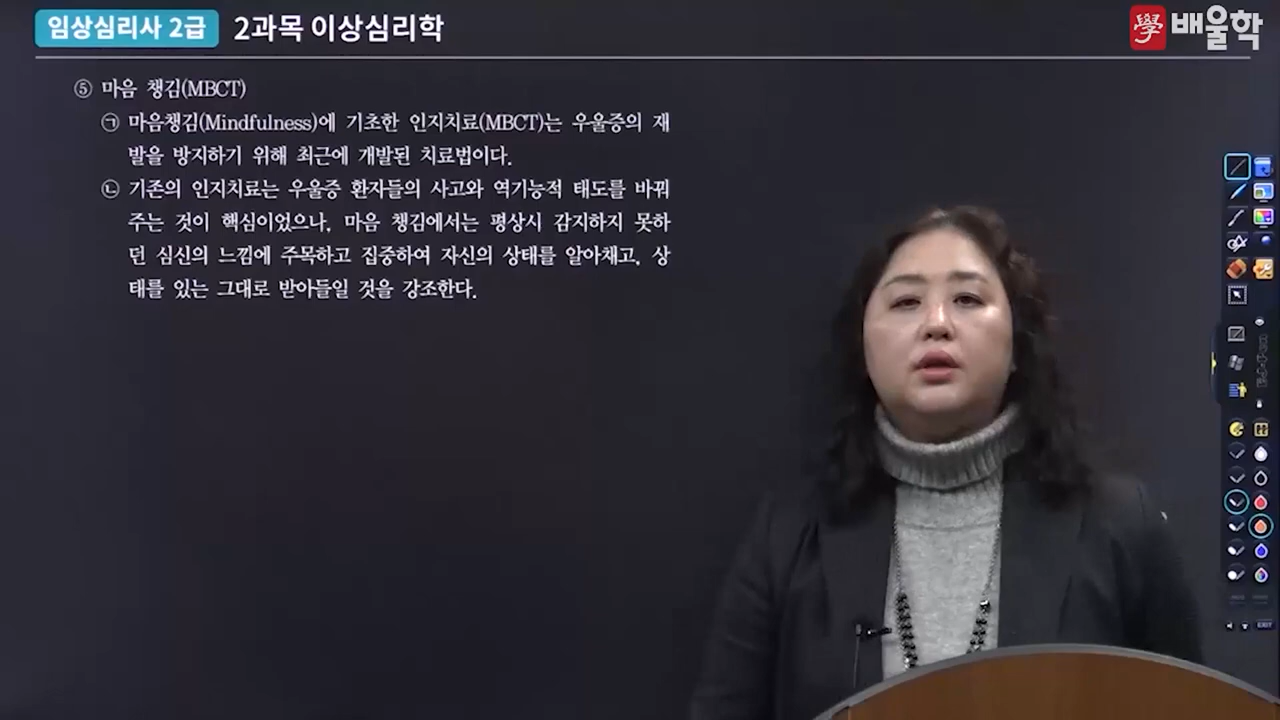 임상심리사 2급 2과목 이상심리학
學 배울학
⑤ 마음 챙김(MBCT)
㉠ 마음챙김(Mindfulness)에 기초한 인지치료(MBCT)는 우울증의 재
발을 방지하기 위해 최근에 개발된 치료법이다.
㉡ 기존의 인지치료는 우울증 환자들의 사고와 역기능적 태도를 바꿔
주는 것이 핵심이었으나, 마음 챙김에서는 평상시 감지하지 못하
던 심신의 느낌에 주목하고 집중하여 자신의 상태를 알아채고, 상
태를 있는 그대로 받아들일 것을 강조한다.
EXIT